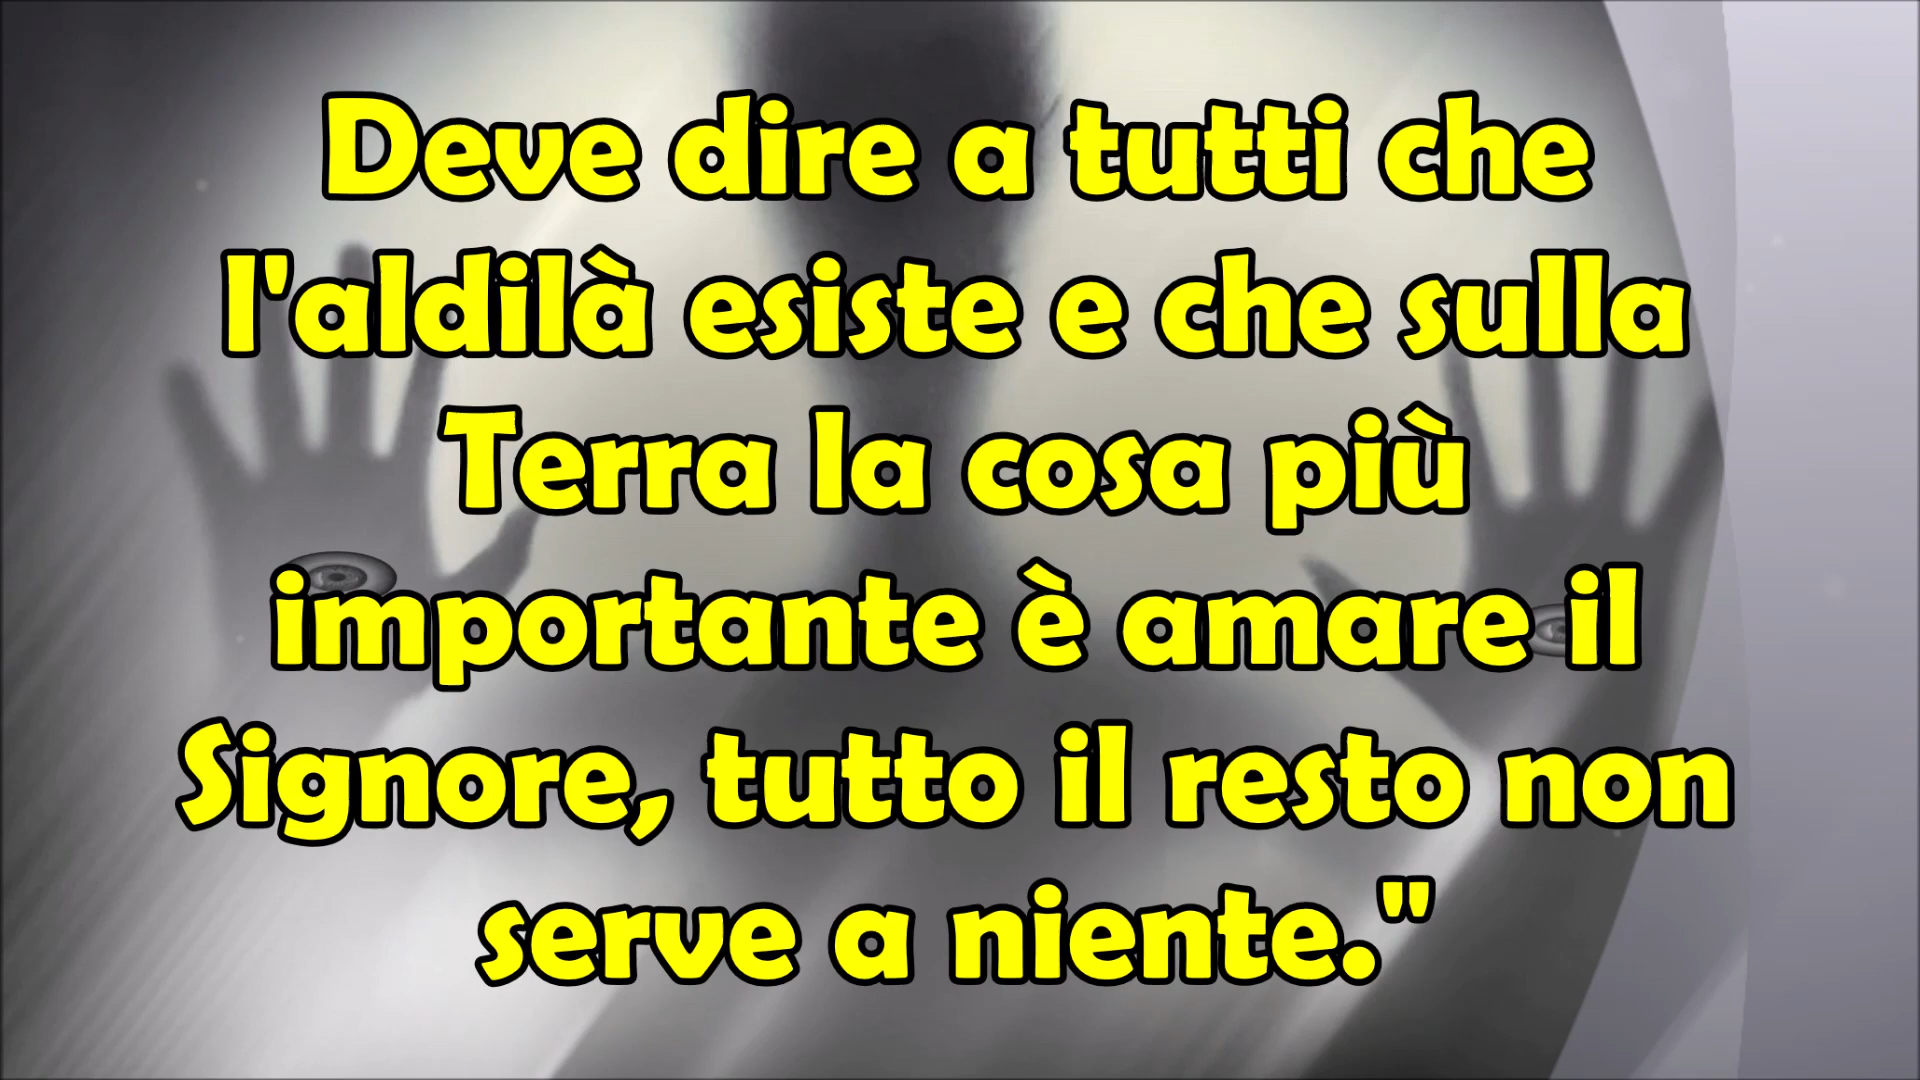 Deve dire a tutti che
l'aldilà esiste e che sulla
Terra la cosa più
importante è amare il
Signore, tutto il resto non
serve a niente."